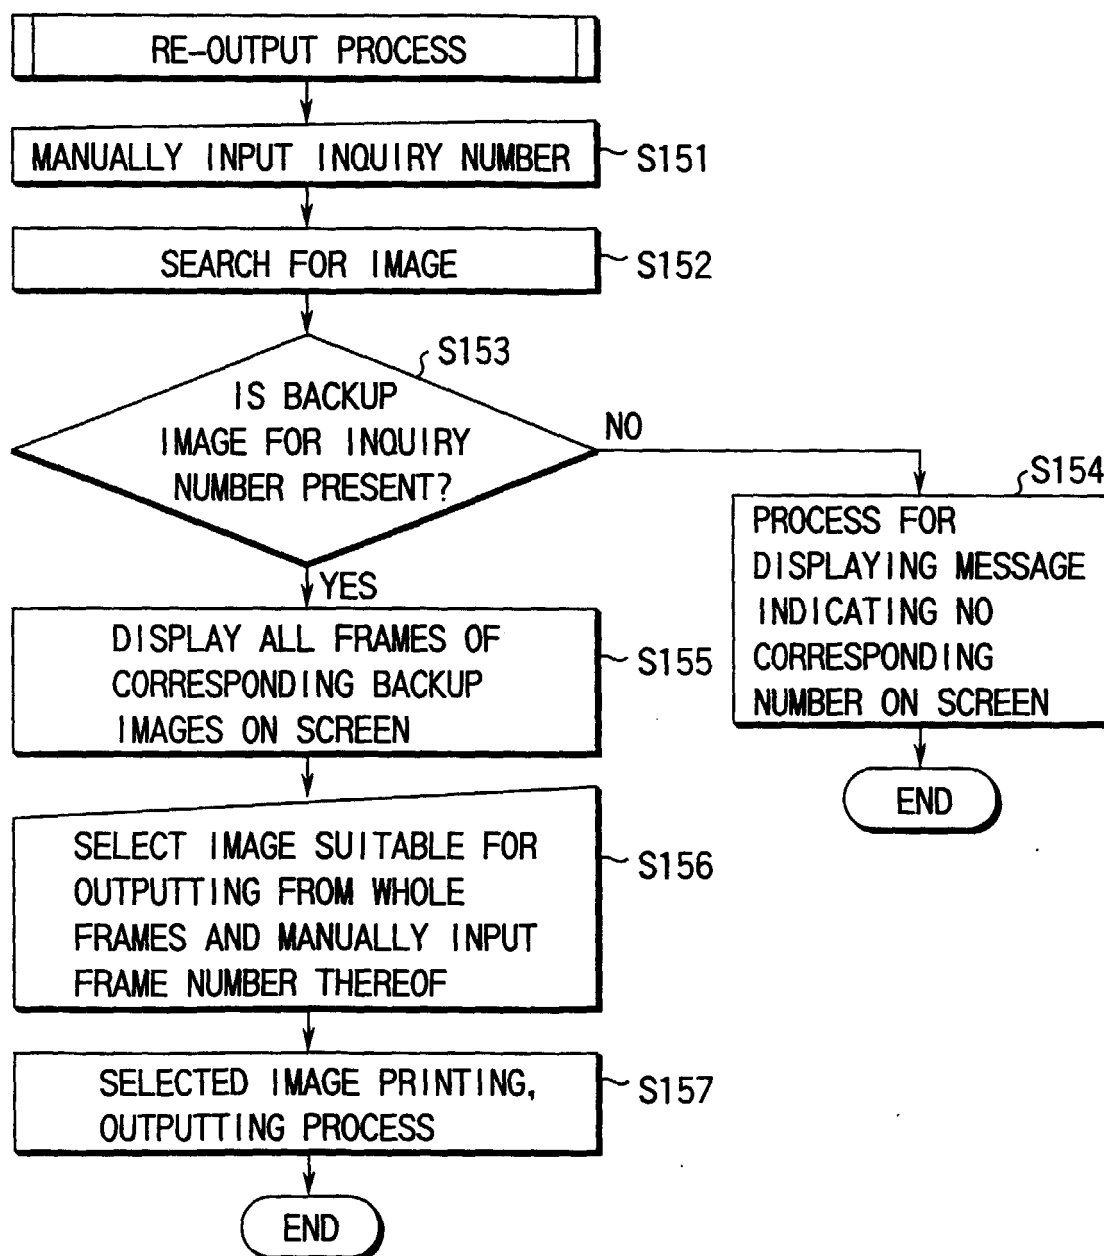 RE-OUTPUT PROCESS
MANUALLY INPUT INQUIRY NUMBER
S151
SEARCH FOR IMAGE
S152
S153
IS BACKUP
IMAGE FOR INQUIRY
NUMBER PRESENT?
NO
S154
PROCESS FOR
DISPLAYING MESSAGE
INDICATING NO
CORRESPONDING
NUMBER ON SCREEN
END
YES
DISPLAY ALL FRAMES OF
CORRESPONDING BACKUP
IMAGES ON SCREEN
S155
SELECT IMAGE SUITABLE FOR
OUTPUTTING FROM WHOLE
FRAMES AND MANUALLY INPUT
FRAME NUMBER THEREOF
S156
SELECTED IMAGE PRINTING,
OUTPUTTING PROCESS
S157
END